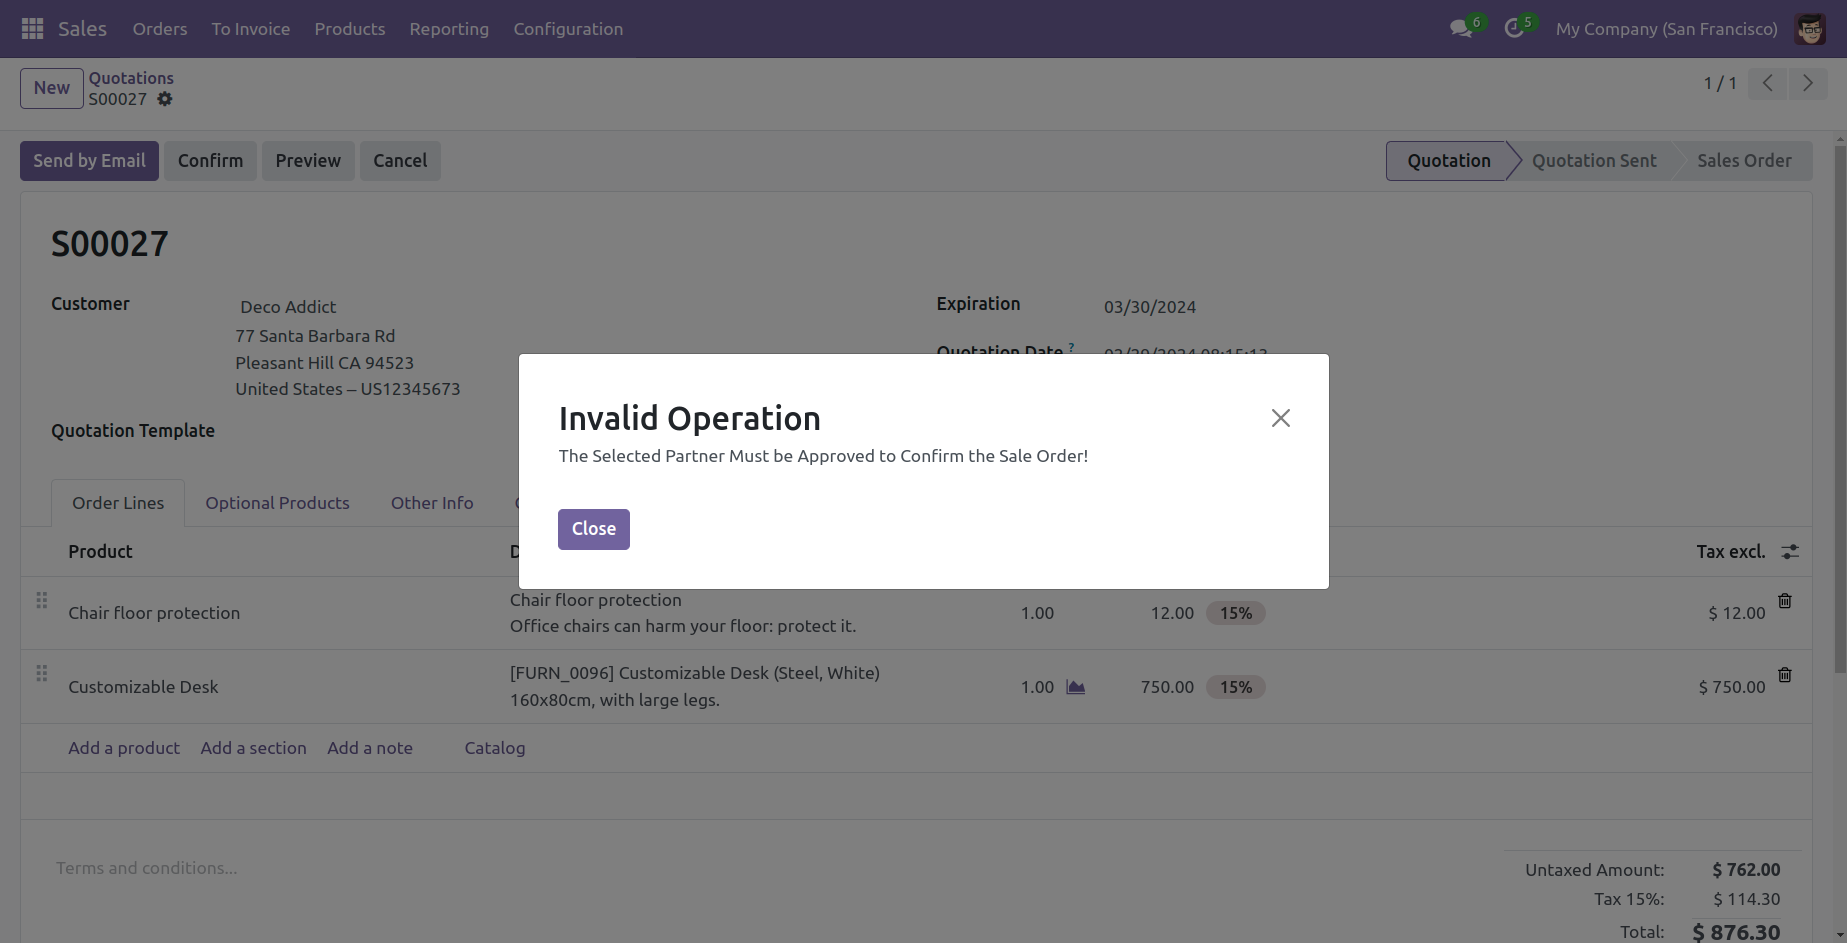 Sales Orders To Invoice Products Reporting Configuration 6 5 My Company (San Francisco)
New Quotations 1 / 1
S00027
Send by Email Confirm Preview Cancel Quotation Quotation Sent Sales Order
S00027
Customer Deco Addict Expiration 03/30/2024
77 Santa Barbara Rd
Quotation Date ?
Pleasant Hill CA 94523
United States – US12345673
Quotation Template
Invalid Operation
The Selected Partner Must be Approved to Confirm the Sale Order!
Close
Order Lines Optional Products Other Info
Product Tax excl.
Chair floor protection Chair floor protection 1.00 12.00 15% $ 12.00
Office chairs can harm your floor: protect it.
Customizable Desk [FURN_0096] Customizable Desk (Steel, White) 1.00 750.00 15% $ 750.00
160x80cm, with large legs.
Add a product Add a section Add a note Catalog
Terms and conditions...
Untaxed Amount: $ 762.00
Tax 15%: $ 114.30
Total: $ 876.30